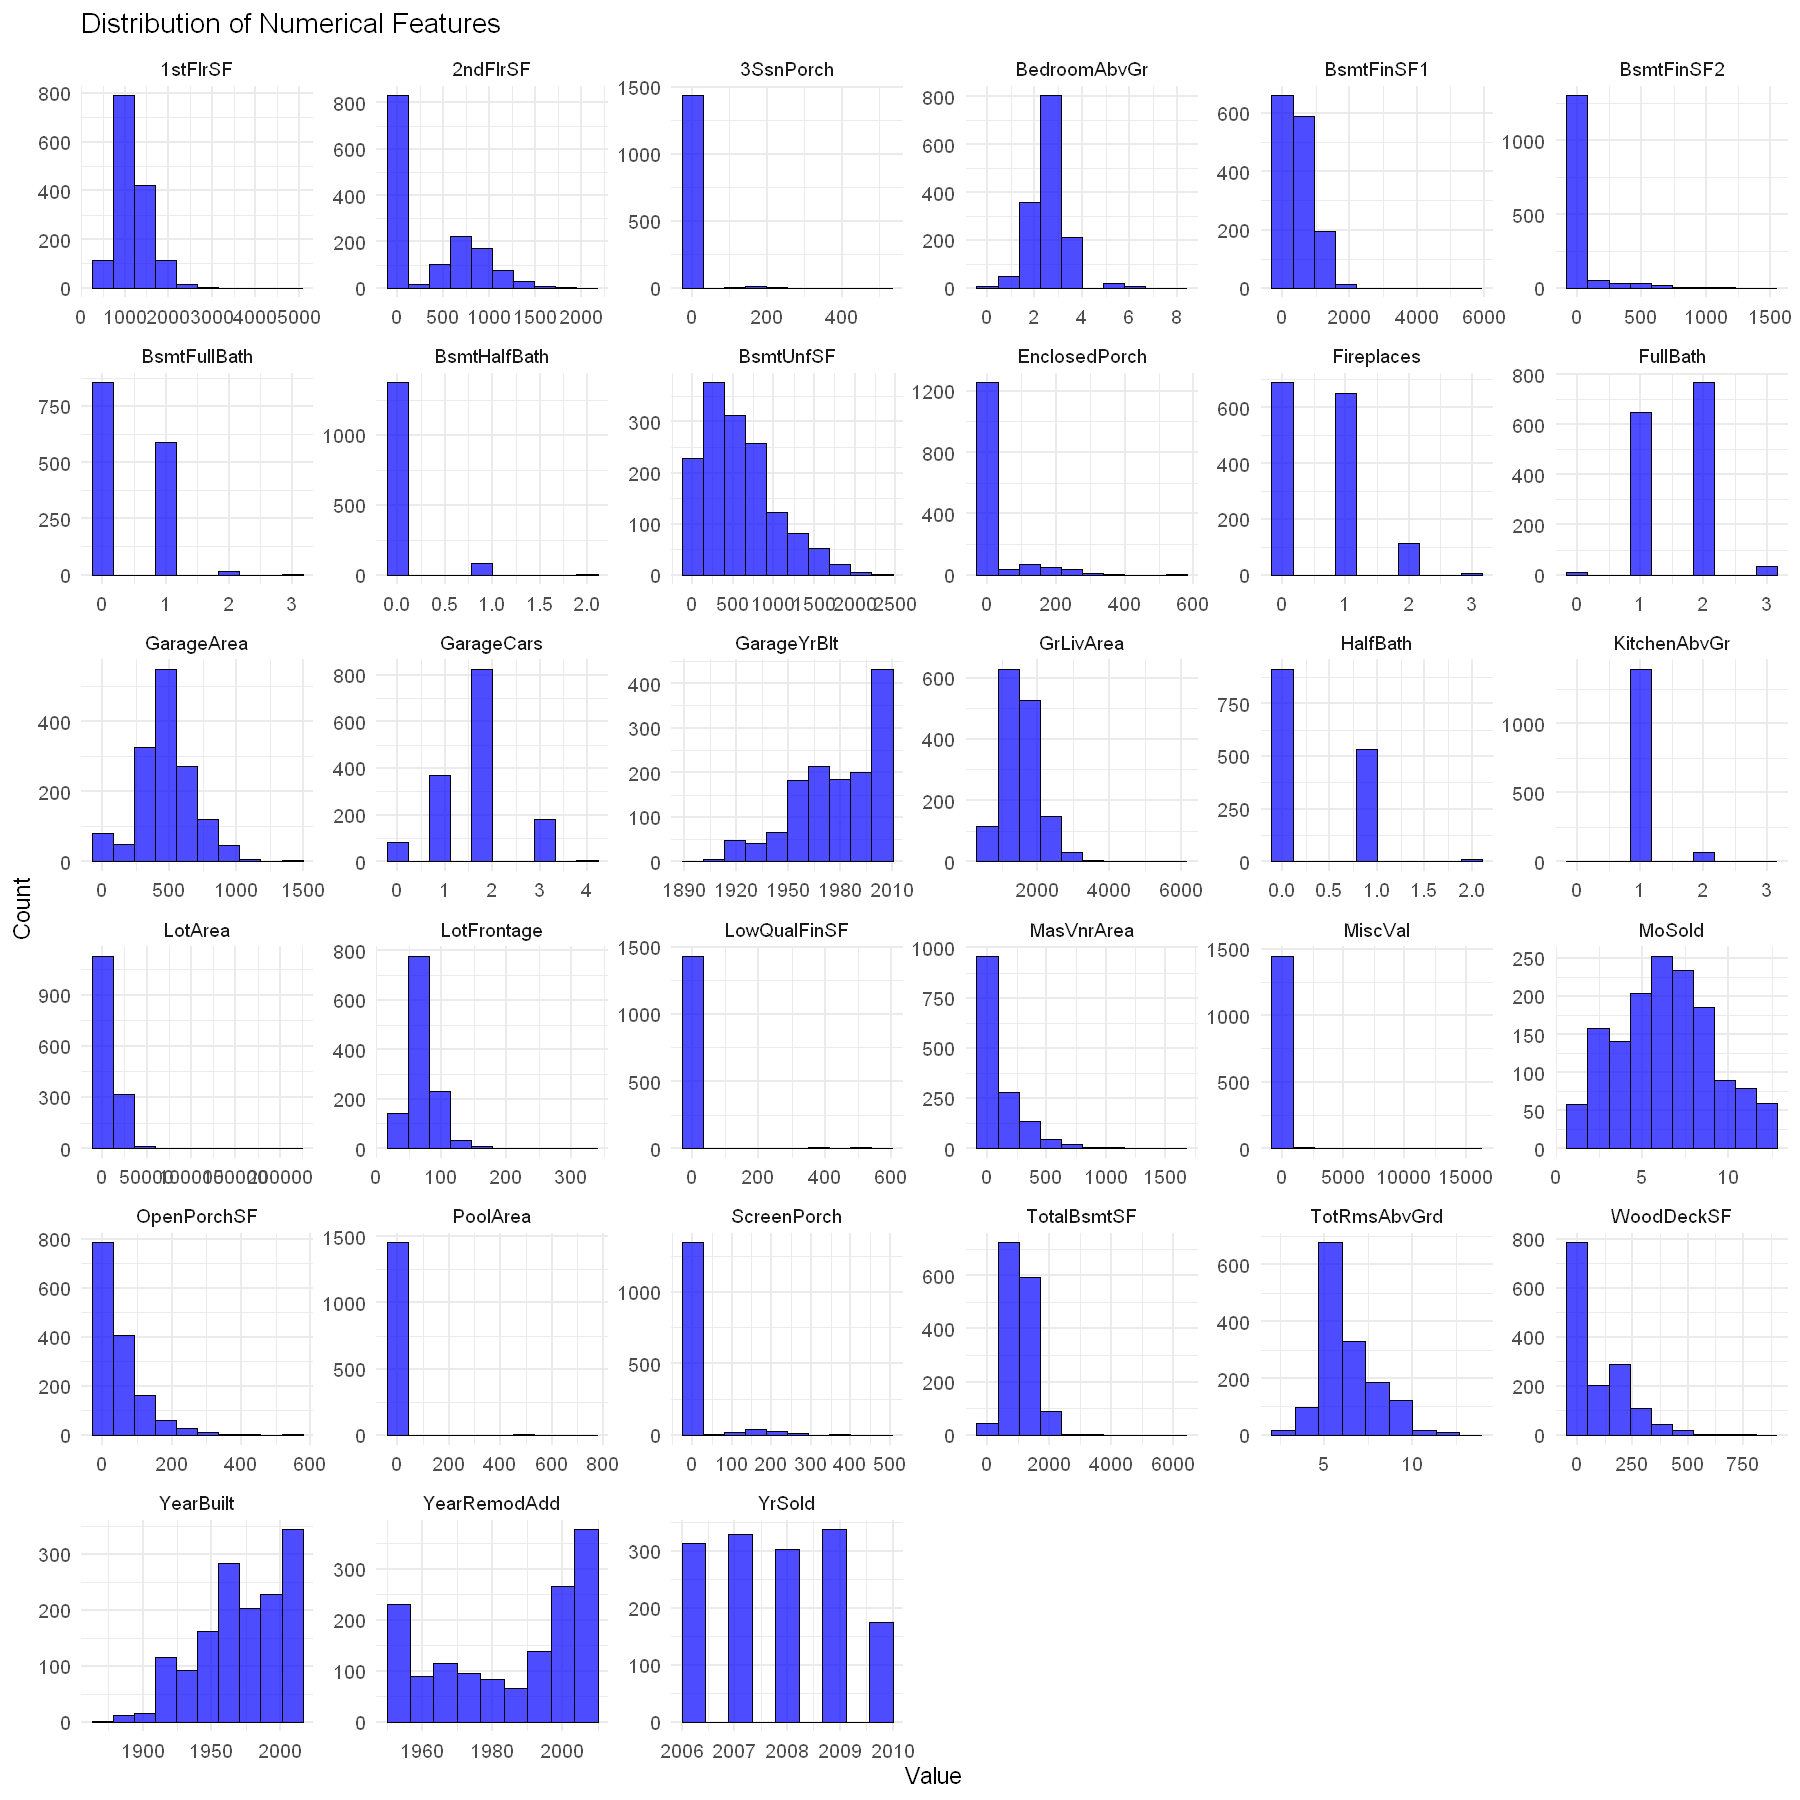 Distribution of Numerical Features
1stFlrSF 2ndFlrSF 3SsnPorch BedroomAbvGr BsmtFinSF1 BsmtFinSF2
800 600 400 200 0
800 600 400 200 0
1500 1000 500 0
800 600 400 200 0
600 400 200 0
1000 500 0
0 1000 2000 3000 4000 5000 0 500 1000 1500 2000 0 200 400 0 2 4 6 8 0 2000 4000 6000 0 500 1000 1500
BsmtFullBath BsmtHalfBath BsmtUnfSF EnclosedPorch Fireplaces FullBath
750 500 250 0
1000 500 0
300 200 100 0
1200 800 400 0
600 400 200 0
800 600 400 200 0
0 1 2 3 0.0 0.5 1.0 1.5 2.0 0 500 1000 1500 2000 2500 0 200 400 600 0 1 2 3 0 1 2 3
GarageArea GarageCars GarageYrBlt GrLivArea HalfBath KitchenAbvGr
400 200 0
800 600 400 200 0
400 300 200 100 0
600 400 200 0
750 500 250 0
1000 500 0
0 500 1000 1500 0 1 2 3 4 1890 1920 1950 1980 2010 2000 4000 6000 0.0 0.5 1.0 1.5 2.0 0 1 2 3
LotArea LotFrontage LowQualFinSF MasVnrArea MiscVal MoSold
900 600 300 0
800 600 400 200 0
1500 1000 500 0
1000 750 500 250 0
1500 1000 500 0
250 200 150 100 50 0
0 50000 100000 150000 200000 0 100 200 300 0 200 400 600 0 500 1000 1500 0 5000 10000 15000 0 5 10
OpenPorchSF PoolArea ScreenPorch TotalBsmtSF TotRmsAbvGrd WoodDeckSF
800 600 400 200 0
1500 1000 500 0
1000 500 0
600 400 200 0
600 400 200 0
800 600 400 200 0
0 200 400 600 0 200 400 600 800 0 100 200 300 400 500 0 2000 4000 6000 5 10 0 250 500 750
YearBuilt YearRemodAdd YrSold
300 200 100 0
300 200 100 0
300 200 100 0
1900 1950 2000 1960 1980 2000 2006 2007 2008 2009 2010
Count
Value